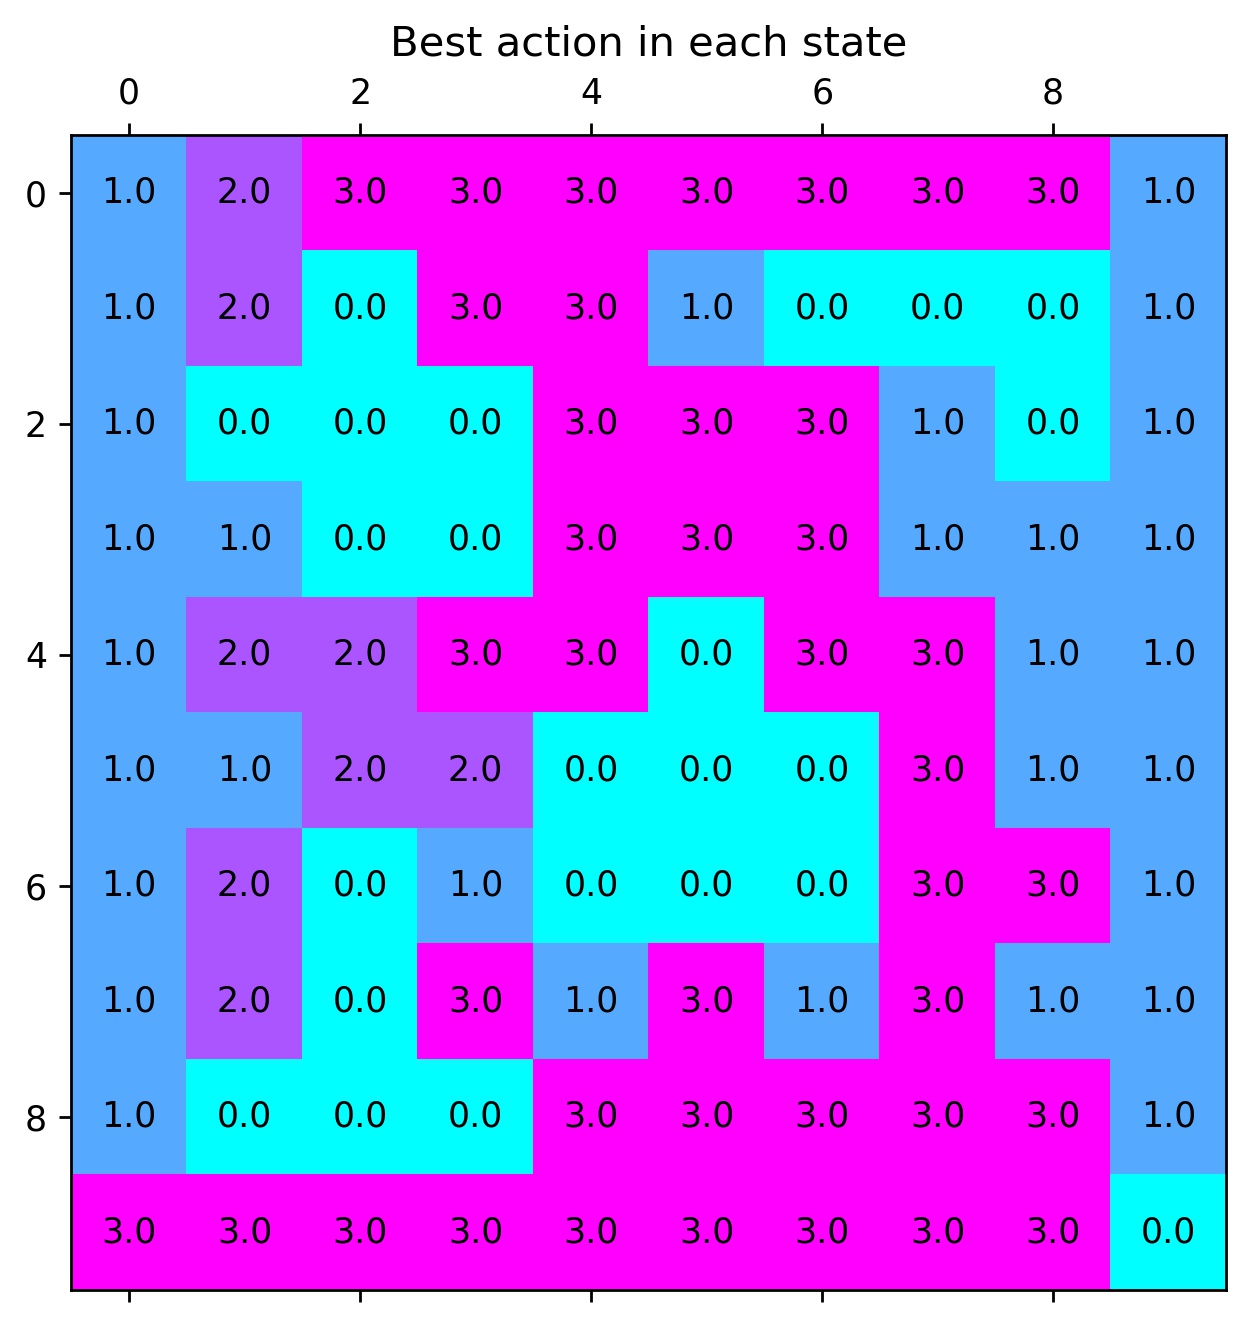 Best action in each state
0 2 4 6 8
0 1.0 2.0 3.0 3.0 3.0 3.0 3.0 3.0 3.0 1.0
1.0 2.0 0.0 3.0 3.0 1.0 0.0 0.0 0.0 1.0
2 1.0 0.0 0.0 0.0 3.0 3.0 3.0 1.0 0.0 1.0
1.0 1.0 0.0 0.0 3.0 3.0 3.0 1.0 1.0 1.0
4 1.0 2.0 2.0 3.0 3.0 0.0 3.0 3.0 1.0 1.0
1.0 1.0 2.0 2.0 0.0 0.0 0.0 3.0 1.0 1.0
6 1.0 2.0 0.0 1.0 0.0 0.0 0.0 3.0 3.0 1.0
1.0 2.0 0.0 3.0 1.0 3.0 1.0 3.0 1.0 1.0
8 1.0 0.0 0.0 0.0 3.0 3.0 3.0 3.0 3.0 1.0
3.0 3.0 3.0 3.0 3.0 3.0 3.0 3.0 3.0 0.0